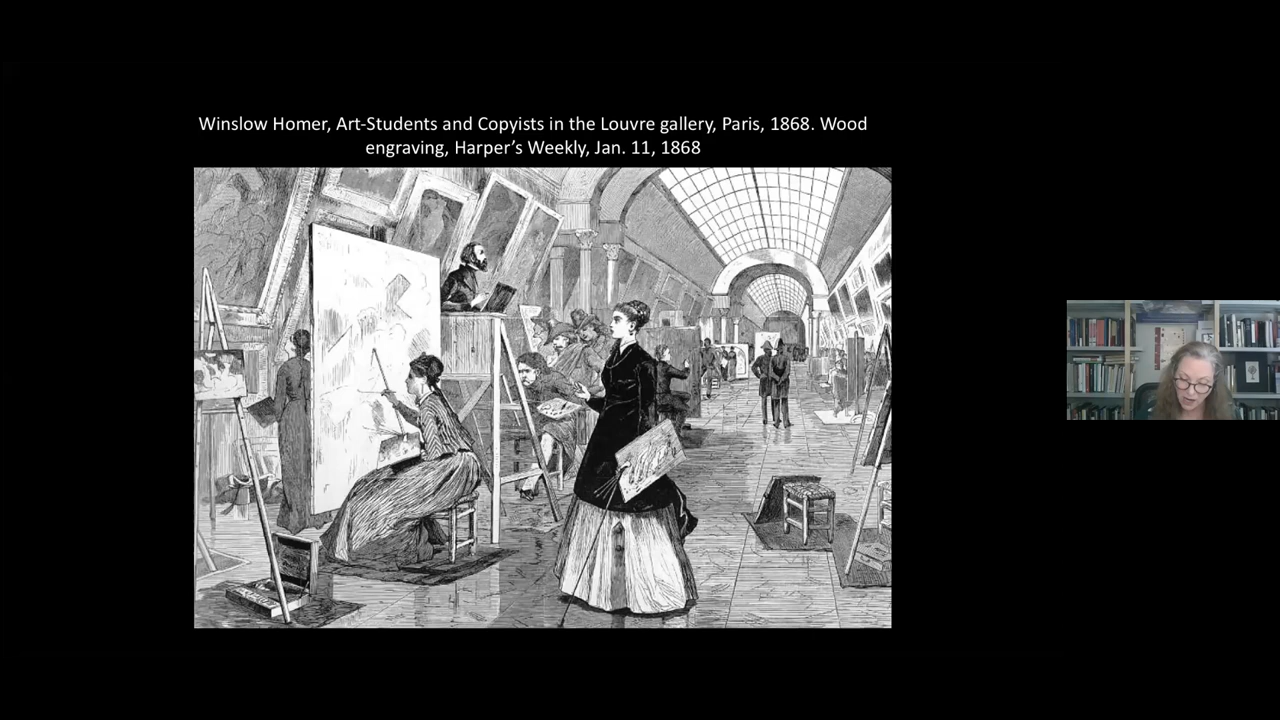 Winslow Homer, Art-Students and Copyists in the Louvre gallery, Paris, 1868. Wood
engraving, Harper's Weekly, Jan. 11, 1868